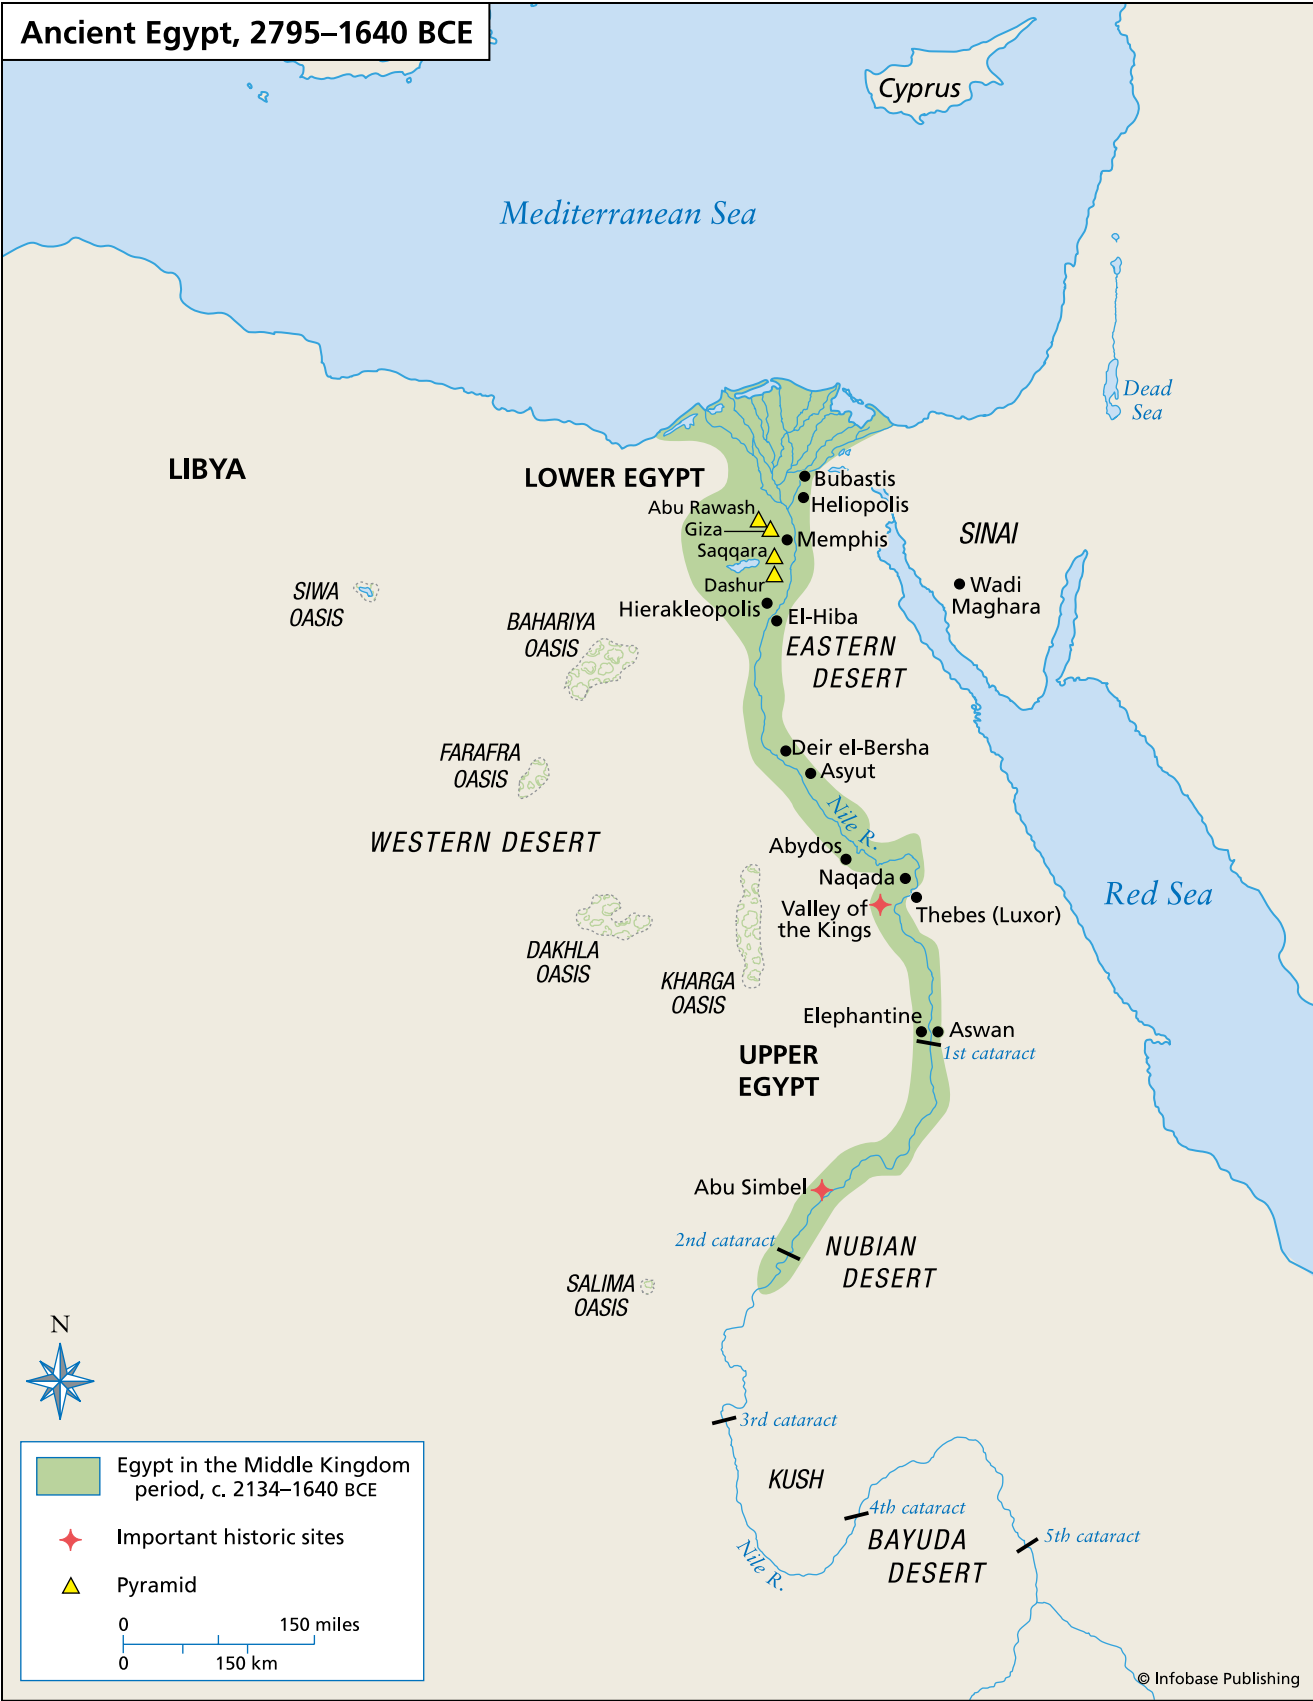 Ancient Egypt, 2795–1640 BCE
Cyprus
Mediterranean Sea
Dead
Sea
LIBYA
LOWER EGYPT
Bubastis
Heliopolis
Abu Rawash
Giza
Memphis
Saqqara
Dashur
Hierakleopolis
El-Hiba
SINAI
Wadi
Maghara
SIWA
OASIS
BAHARIYA
OASIS
EASTERN
DESERT
FARAFRA
OASIS
Deir el-Bersha
Asyut
WESTERN DESERT
Nile R.
Abydos
Naqada
Valley of
the Kings
Thebes (Luxor)
Red Sea
DAKHLA
OASIS
KHARGA
OASIS
Elephantine
Aswan
1st cataract
UPPER
EGYPT
Abu Simbel
2nd cataract
NUBIAN
DESERT
SALIMA
OASIS
N
3rd cataract
KUSH
4th cataract
BAYUDA
DESERT
5th cataract
Nile R.
Egypt in the Middle Kingdom
period, c. 2134–1640 BCE
Important historic sites
Pyramid
0 150 miles
0 150 km
© Infobase Publishing